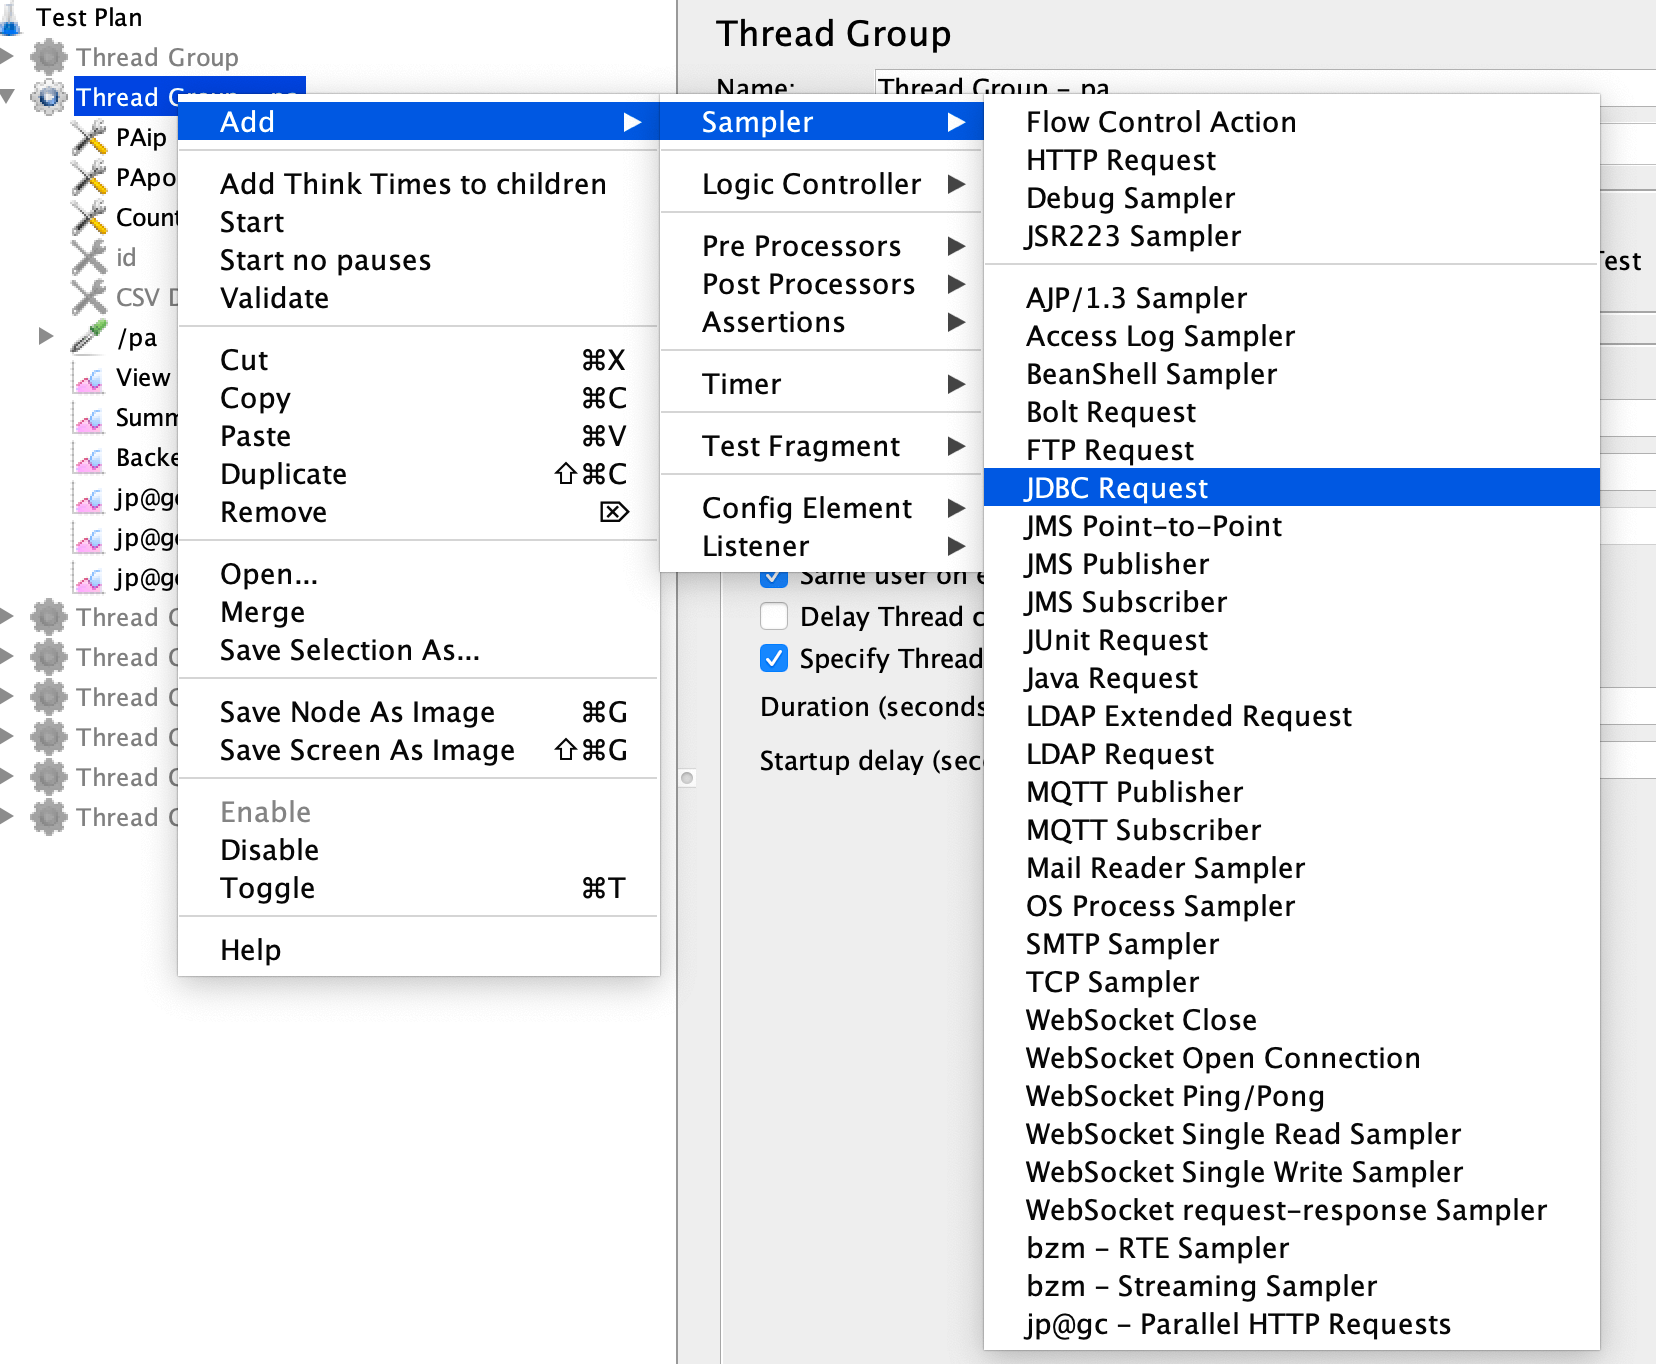 Test Plan
Thread Group
Thread
PAip
PApo
Count
id
CSV
/pa
View
Summ
Backe
jp@gc
jp@gc
jp@gc
Thread
Thread
Thread
Thread
Thread
Thread
Add
Add Think Times to children
Start
Start no pauses
Validate
Cut ⌘X
Copy ⌘C
Paste ⌘V
Duplicate ⇧⌘C
Remove ⌦
Open...
Merge
Save Selection As...
Save Node As Image ⌘G
Save Screen As Image ⇧⌘G
Enable
Disable
Toggle ⌘T
Help
Thread Group
Name: Thread Group - pa
Sampler
Logic Controller
Pre Processors
Post Processors
Assertions
Timer
Test Fragment
Config Element
Listener
Same user on
Delay Thread
Specify Thread
Duration (seconds
Startup delay (sec
Flow Control Action
HTTP Request
Debug Sampler
JSR223 Sampler
AJP/1.3 Sampler
Access Log Sampler
BeanShell Sampler
Bolt Request
FTP Request
JDBC Request
JMS Point-to-Point
JMS Publisher
JMS Subscriber
JUnit Request
Java Request
LDAP Extended Request
LDAP Request
MQTT Publisher
MQTT Subscriber
Mail Reader Sampler
OS Process Sampler
SMTP Sampler
TCP Sampler
WebSocket Close
WebSocket Open Connection
WebSocket Ping/Pong
WebSocket Single Read Sampler
WebSocket Single Write Sampler
WebSocket request-response Sampler
bzm - RTE Sampler
bzm - Streaming Sampler
jp@gc - Parallel HTTP Requests
Test